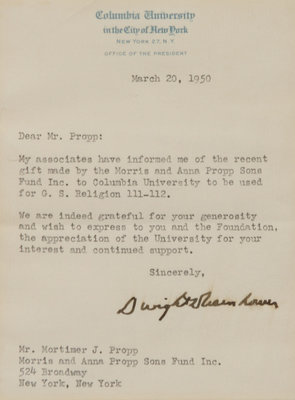 Columbia University
in the City of New York
NEW YORK 27, N.Y.
OFFICE OF THE PRESIDENT
March 20, 1950
Dear Mr. Propp:
My associates have informed me of the recent
gift made by the Morris and Anna Propp Sons
Fund Inc. to Columbia University to be used
for G. S. Religion 111-112.
We are indeed grateful for your generosity
and wish to express to you and the Foundation,
the appreciation of the University for your
interest and continued support.
Sincerely,
Dwight D Eisenhower
Mr. Mortimer J. Propp
Morris and Anna Propp Sons Fund Inc.
524 Broadway
New York, New York